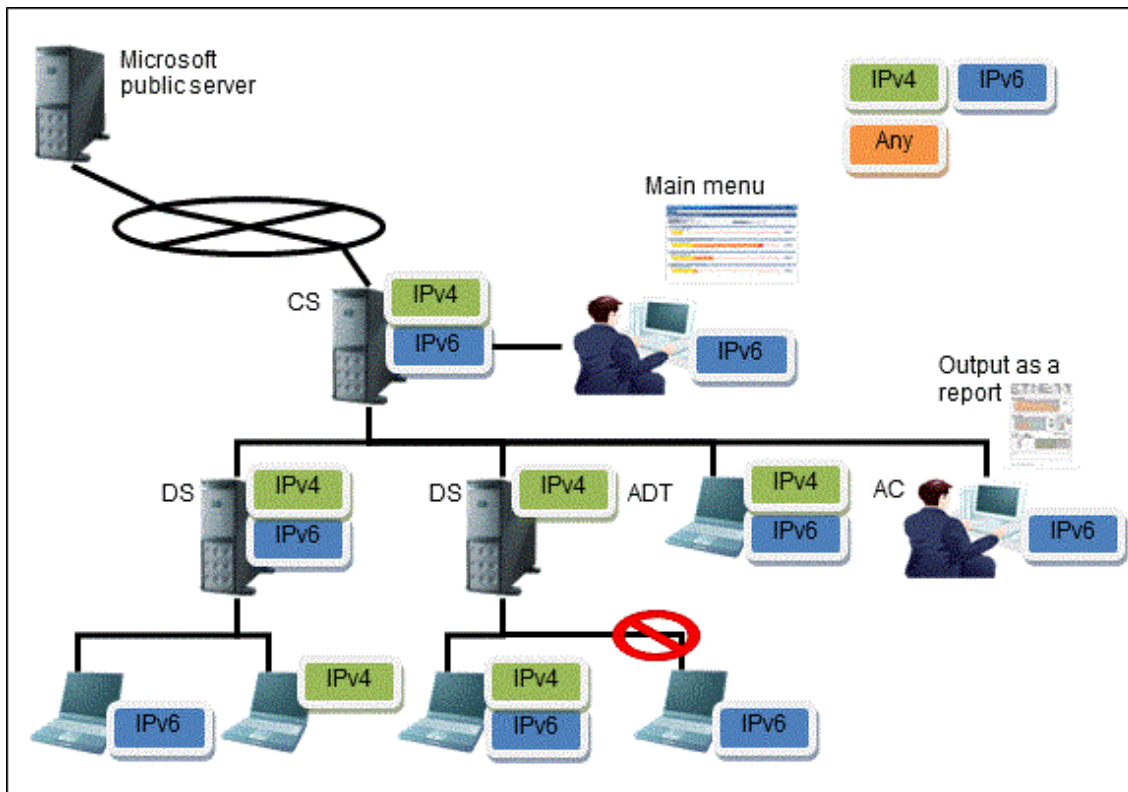 Microsoft
public server
IPv4
IPv6
Any
Main menu
CS
IPv4
IPv6
IPv6
Output as a
report
DS
IPv4
IPv6
DS
IPv4
ADT
IPv4
IPv6
AC
IPv6
IPv6
IPv4
IPv4
IPv6
IPv6